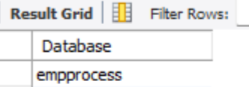 Result Grid Filter Rows:
Database
empprocess